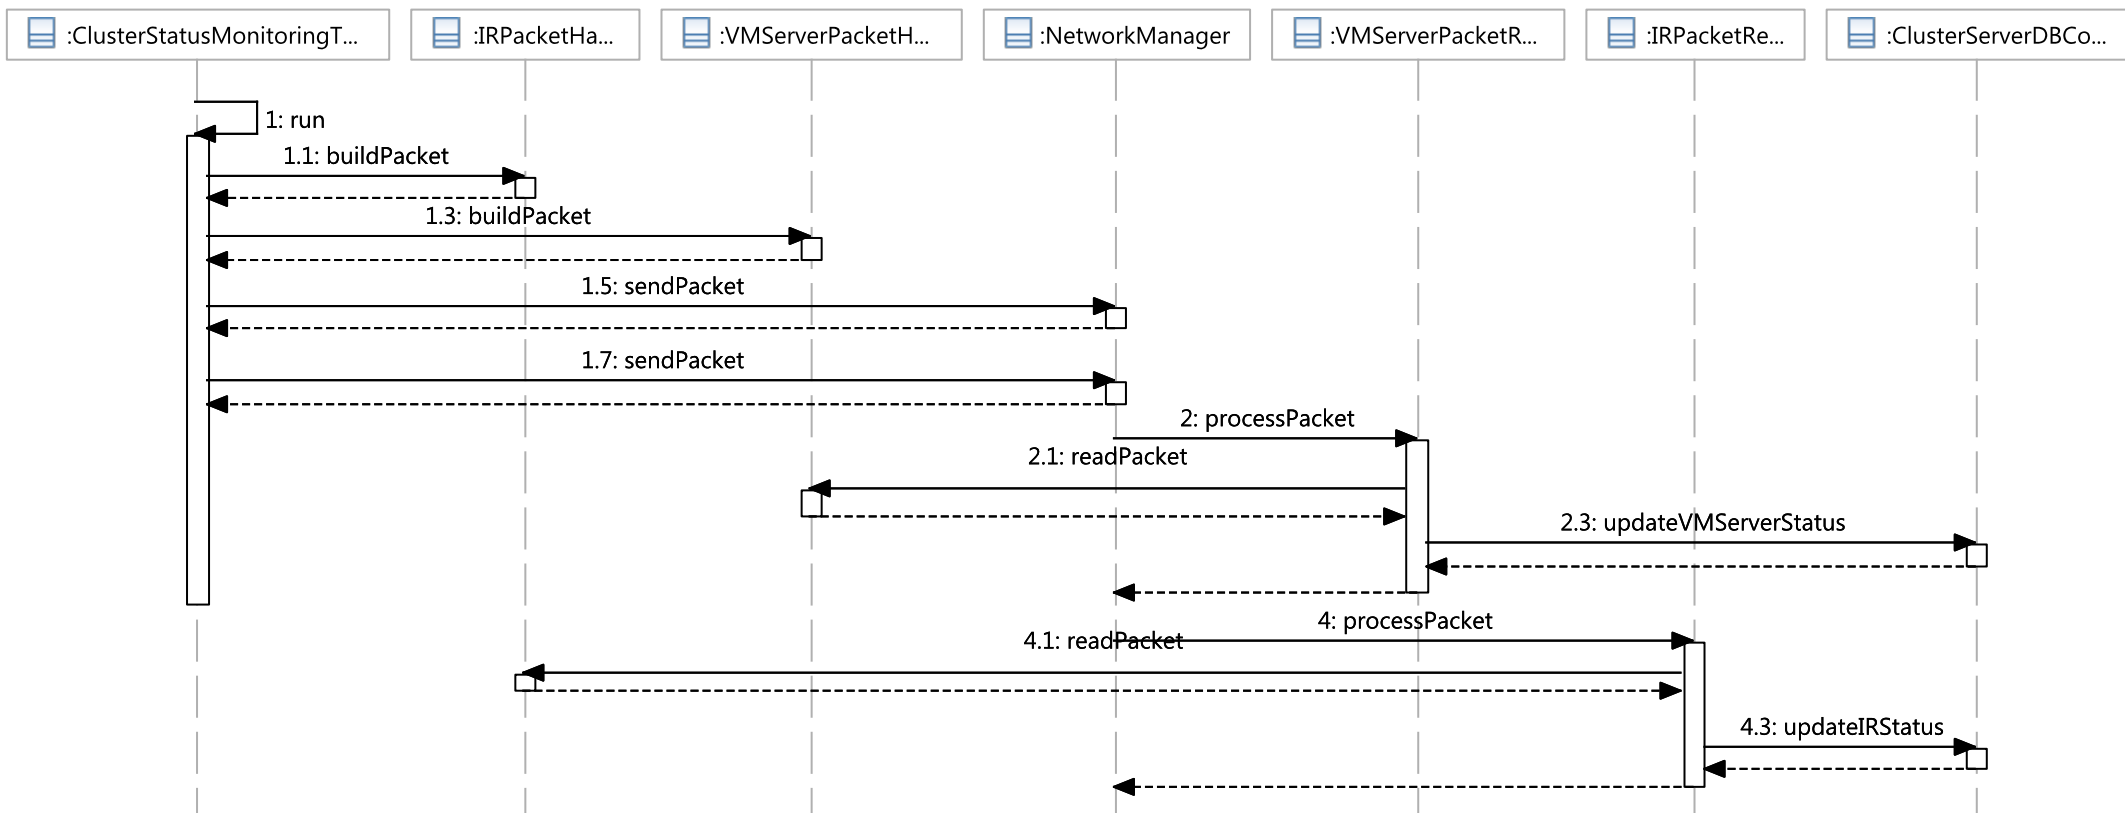 :ClusterStatusMonitoringT...
:IRPacketHa...
:VMServerPacketH...
:NetworkManager
:VMServerPacketR...
:IRPacketRe...
:ClusterServerDBCo...
1: run
1.1: buildPacket
1.3: buildPacket
1.5: sendPacket
1.7: sendPacket
2: processPacket
2.1: readPacket
2.3: updateVMServerStatus
4: processPacket
4.1: readPacket
4.3: updateIRStatus